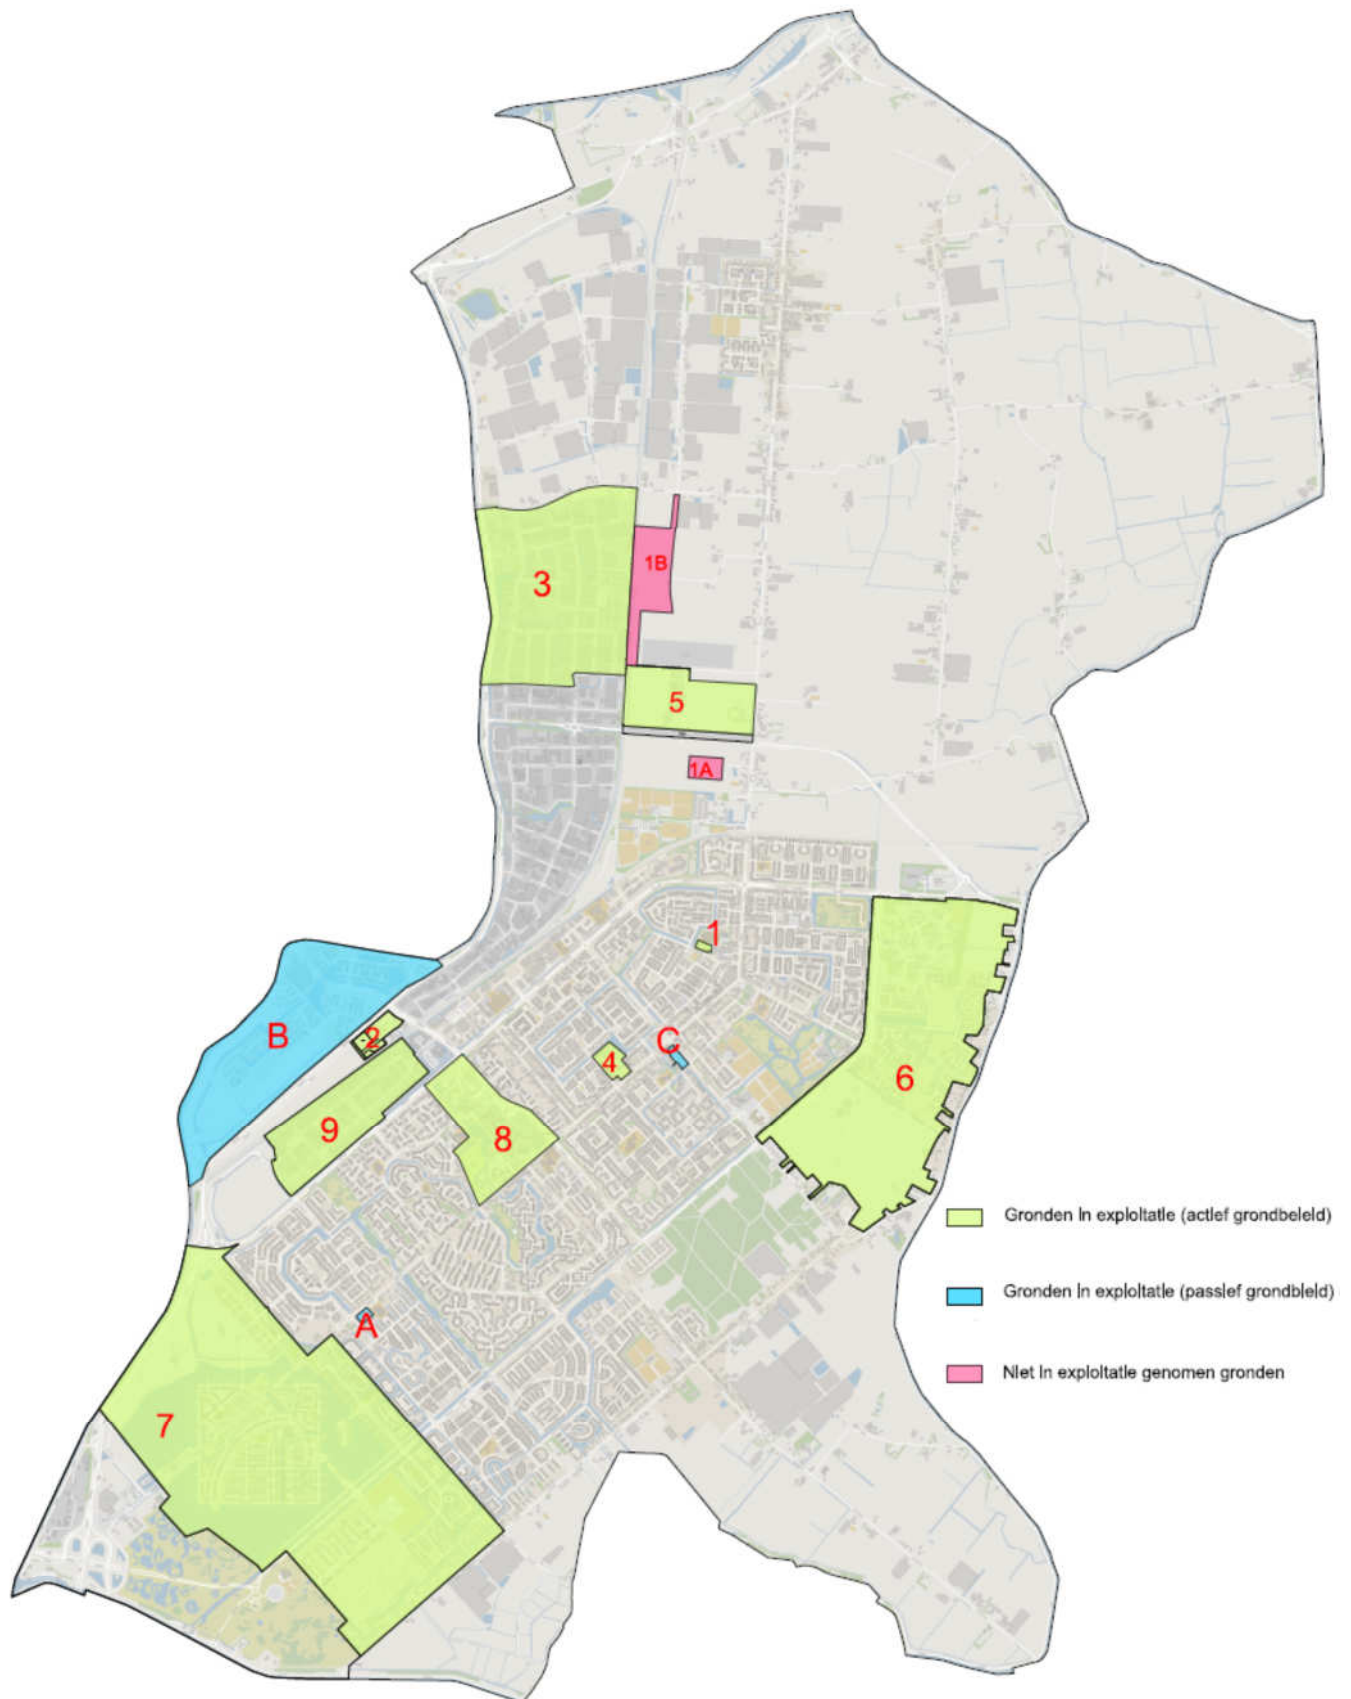 1B
3
5
1A
1
B
2
C
4
6
9
8
Gronden In exploitatie (actief grondbeleid)
Gronden In exploitatie (passief grondbleid)
A
Niet In exploitatie genomen gronden
7